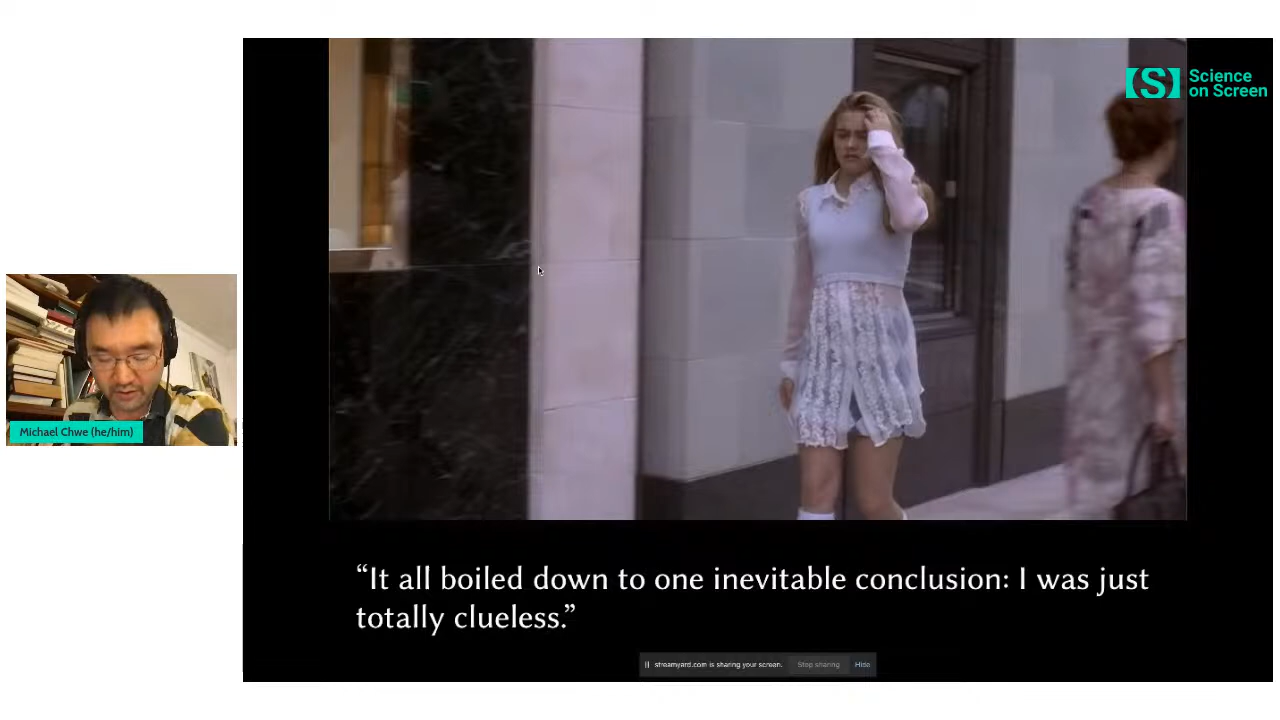 (S) Science
on Screen
Michael Chwe (he/him)
“It all boiled down to one inevitable conclusion: I was just
totally clueless.”
streamyard.com is sharing your screen. Stop sharing Hide